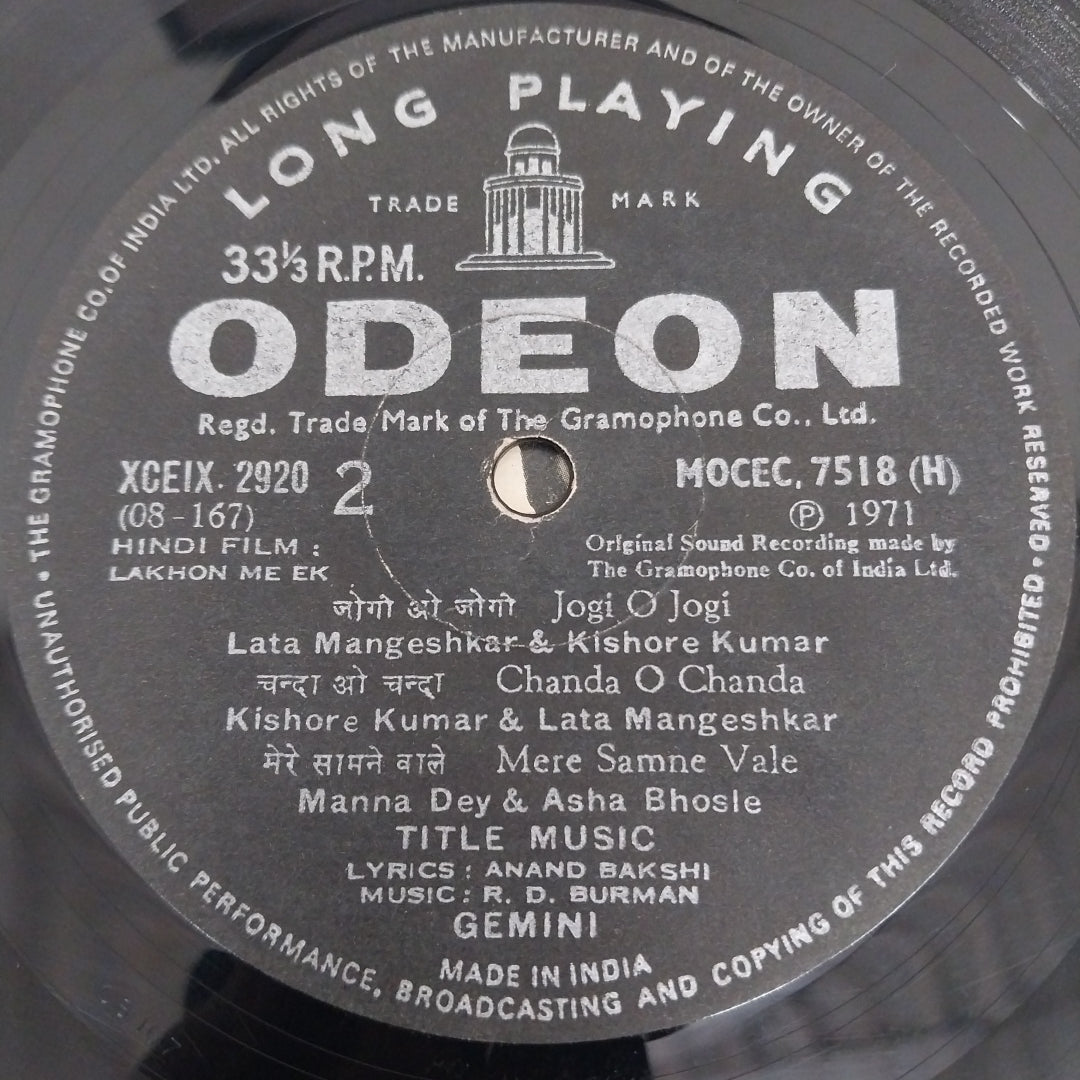 THE GRAMOPHONE CO. OF INDIA LTD. ALL RIGHTS OF THE MANUFACTURER AND OF THE OWNER OF THE RECORDED WORK RESERVED • UNAUTHORISED PUBLIC PERFORMANCE, BROADCASTING AND COPYING OF THIS RECORD PROHIBITED •
LONG PLAYING
TRADE MARK
33⅓ R.P.M.
ODEON
Regd. Trade Mark of The Gramophone Co., Ltd.
XCEIX. 2920 2 MOCEC. 7518 (H)
(08-167) Ⓟ 1971
HINDI FILM : Original Sound Recording made by
LAKHON ME EK The Gramophone Co. of India Ltd.
जोगी ओ जोगी Jogi O Jogi
Lata Mangeshkar & Kishore Kumar
चन्दा ओ चन्दा Chanda O Chanda
Kishore Kumar & Lata Mangeshkar
मेरे सामने वाले Mere Samne Vale
Manna Dey & Asha Bhosle
TITLE MUSIC
LYRICS : ANAND BAKSHI
MUSIC : R. D. BURMAN
GEMINI
MADE IN INDIA